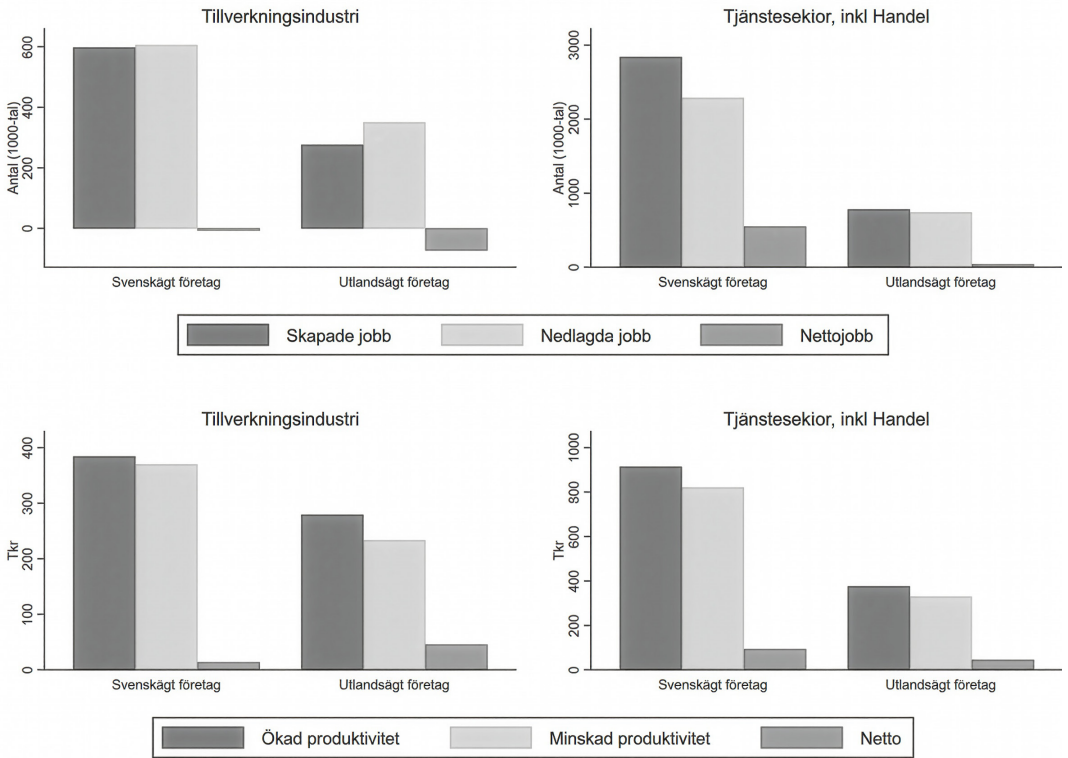 Tillverkningsindustri
Tjänstesekior, inkl Handel
Antal (1000-tal)
600
400
200
0
Svenskägt företag
Utlandsägt företag
Antal (1000-tal)
3000
2000
1000
0
Svenskägt företag
Utlandsägt företag
Skapade jobb
Nedlagda jobb
Nettojobb
Tillverkningsindustri
Tjänstesekior, inkl Handel
Tkr
400
300
200
100
0
Svenskägt företag
Utlandsägt företag
Tkr
1000
800
600
400
200
0
Svenskägt företag
Utlandsägt företag
Ökad produktivitet
Minskad produktivitet
Netto